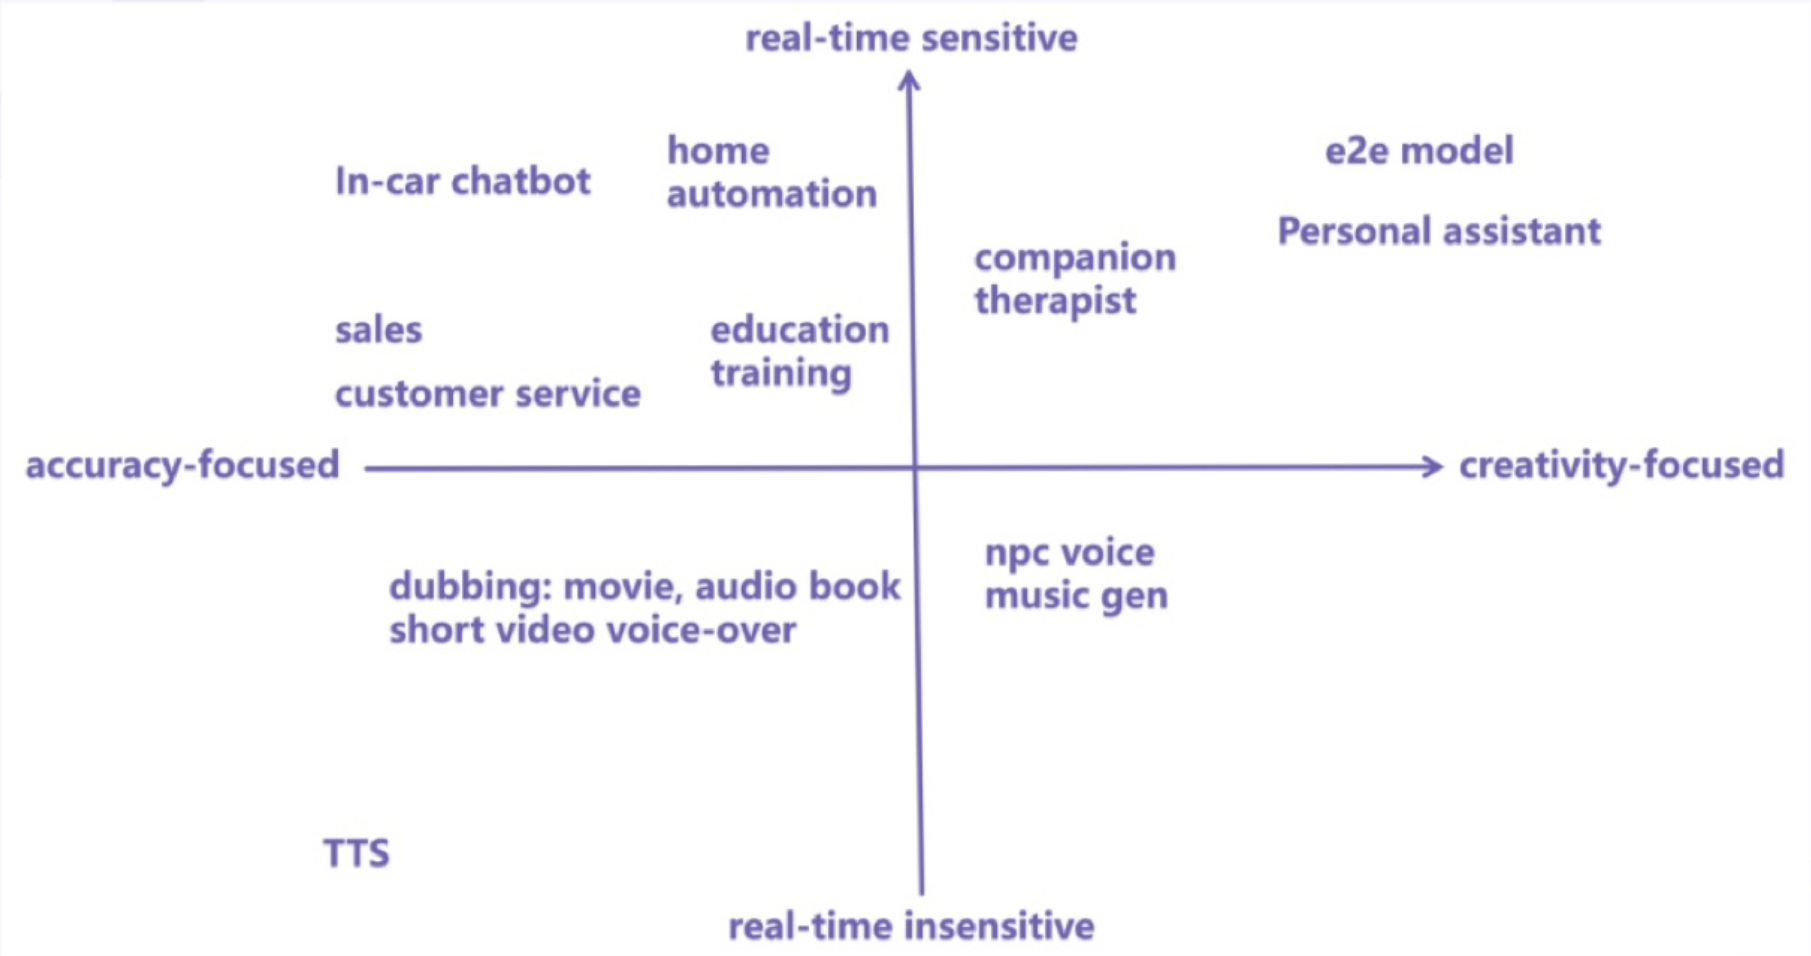 real-time sensitive
home
automation
e2e model
In-car chatbot
Personal assistant
companion
therapist
sales
education
training
customer service
accuracy-focused
creativity-focused
npc voice
music gen
dubbing: movie, audio book
short video voice-over
TTS
real-time insensitive